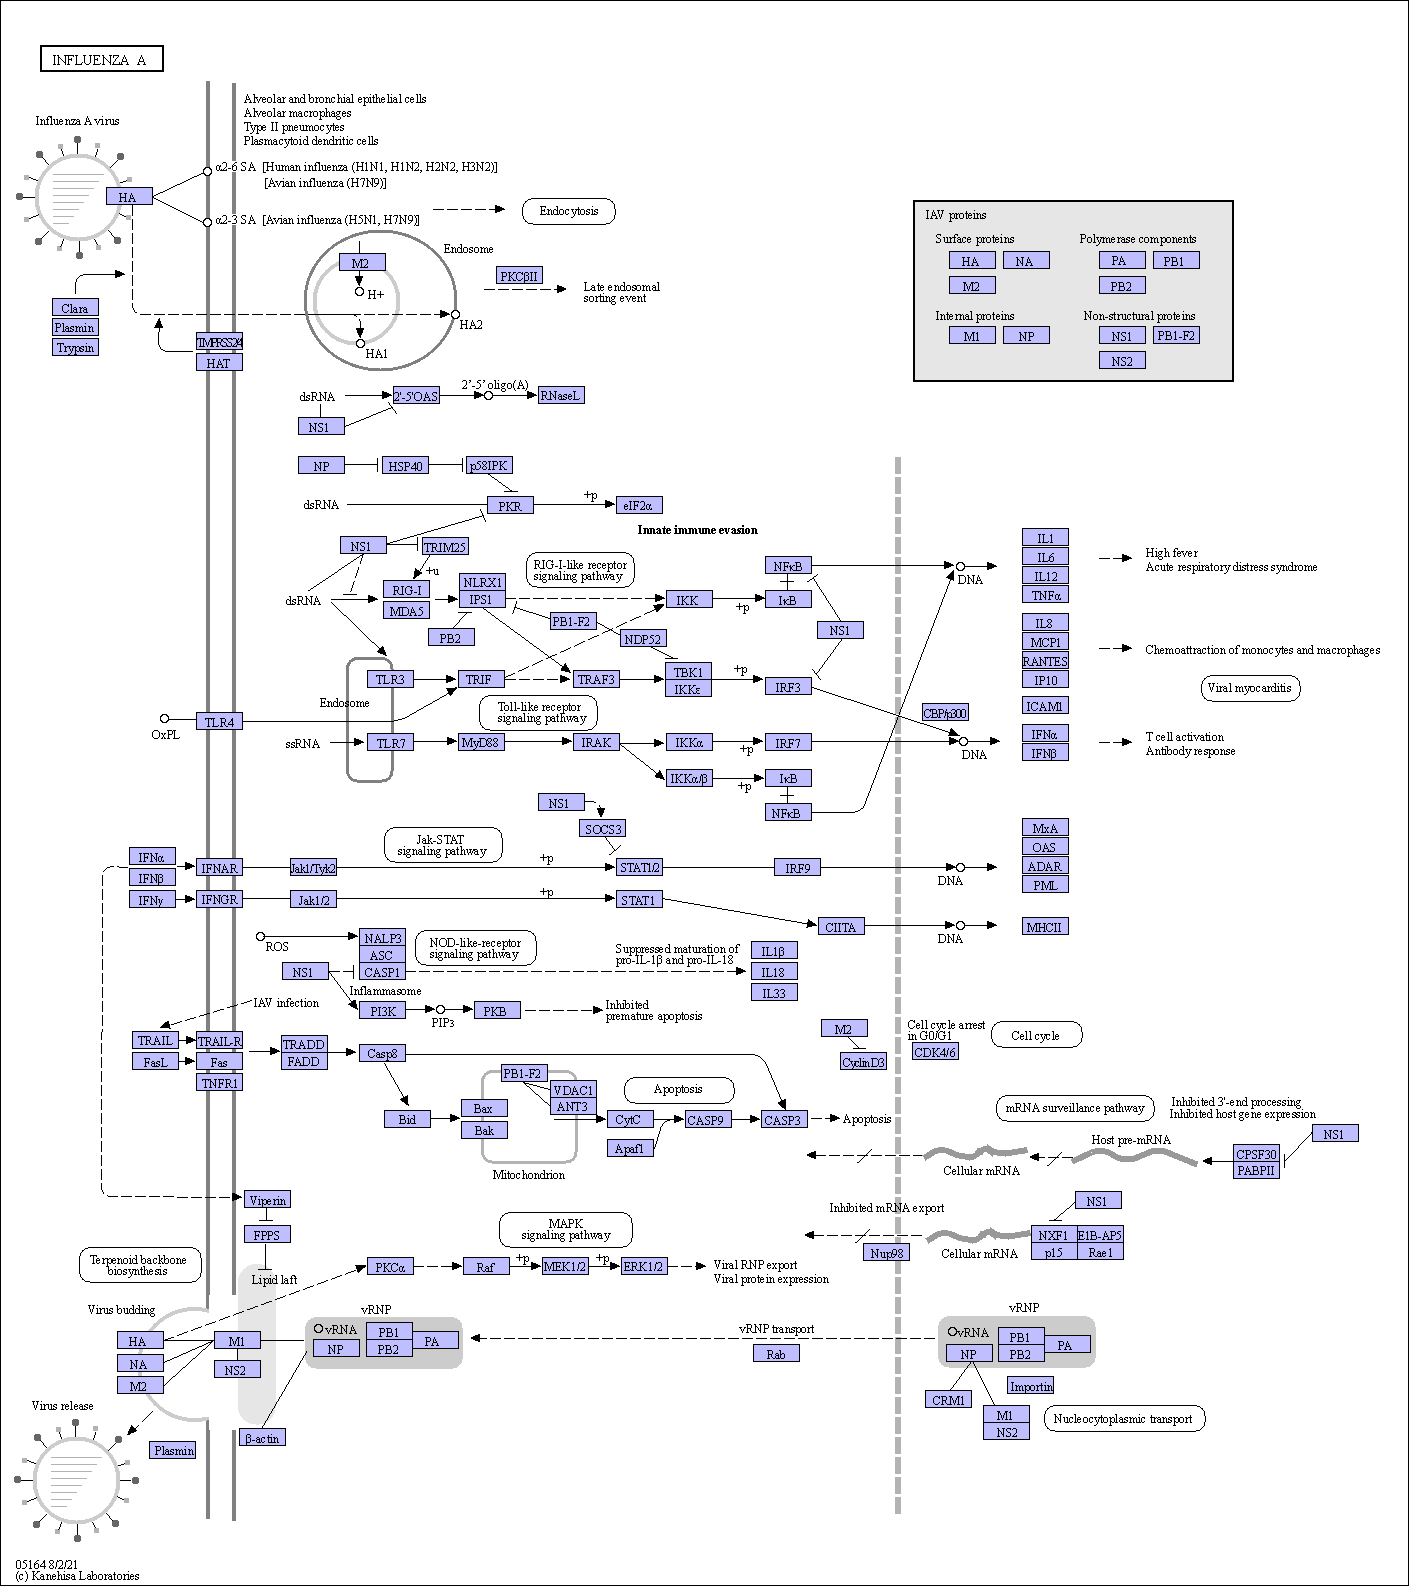 INFLUENZA A
Influenza A virus
Alveolar and bronchial epithelial cells
Alveolar macrophages
Type II pneumocytes
Plasmacytoid dendritic cells
α2-6 SA [Human influenza (H1N1, H1N2, H2N2, H3N2)]
[Avian influenza (H7N9)]
HA
α2-3 SA [Avian influenza (H5N1, H7N9)]
Endocytosis
Endosome
M2
H+
PKCβII
Late endosomal
sorting event
HA2
HA1
Clara
Plasmin
Trypsin
HAT
IAV proteins
Surface proteins
HA
NA
M2
Polymerase components
PA
PB1
PB2
Internal proteins
M1
NP
Non-structural proteins
NS1
PB1-F2
NS2
dsRNA
2'-5'OAS
2'-5' oligo(A)
RNaseL
NS1
NP
HSP40
p58IPK
dsRNA
PKR
+p
eIF2α
Innate immune evasion
NS1
TRIM25
+u
RIG-I-like receptor
signaling pathway
dsRNA
RIG-I
MDA5
NLRX1
IPS1
PB2
PB1-F2
NDP52
IKK
+p
NFκB
IκB
NS1
DNA
IL1
IL6
IL12
TNFα
High fever
Acute respiratory distress syndrome
IL8
MCP1
RANTES
IP10
ICAM1
Chemoattraction of monocytes and macrophages
Viral myocarditis
Endosome
TLR3
TRIF
TRAF3
TBK1
IKKε
+p
IRF3
CBP/p300
OxPL
TLR4
Toll-like receptor
signaling pathway
ssRNA
TLR7
MyD88
IRAK
IKKα
+p
IRF7
DNA
IFNα
IFNβ
T cell activation
Antibody response
IKKα/β
+p
IκB
NFκB
NS1
SOCS3
Jak-STAT
signaling pathway
IFNα
IFNβ
IFNAR
Jak1/Tyk2
+p
STAT1/2
IRF9
DNA
MxA
OAS
ADAR
PML
IFNγ
IFNGR
Jak1/2
+p
STAT1
CIITA
DNA
MHCII
ROS
NALP3
ASC
CASP1
NS1
Inflammasome
NOD-like-receptor
signaling pathway
Suppressed maturation of
pro-IL-1β and pro-IL-18
IL1β
IL18
IL33
IAV infection
PI3K
PIP3
PKB
Inhibited
premature apoptosis
M2
CyclinD3
Cell cycle arrest
in G0/G1
CDK4/6
Cell cycle
TRAIL
TRAIL-R
FasL
Fas
TNFR1
TRADD
FADD
Casp8
Bid
Bax
Bak
PB1-F2
VDAC1
ANT3
Mitochondrion
Apoptosis
CytC
Apaf1
CASP9
CASP3
Apoptosis
mRNA surveillance pathway
Inhibited 3'-end processing
Inhibited host gene expression
NS1
Host pre-mRNA
CPSF30
PABPII
Cellular mRNA
Viperin
FPPS
Lipid laft
Inhibited mRNA export
NS1
Nup98
Cellular mRNA
NXF1
E1B-AP5
p15
Rae1
MAPK
signaling pathway
PKCα
Raf
+p
MEK1/2
+p
ERK1/2
Viral RNP export
Viral protein expression
Terpenoid backbone
biosynthesis
Virus budding
HA
NA
M2
M1
NS2
vRNP
vRNA
NP
PB1
PB2
PA
vRNP transport
Rab
vRNP
vRNA
NP
PB1
PB2
PA
CRM1
Importin
M1
NS2
Nucleocytoplasmic transport
β-actin
Plasmin
Virus release
05164 8/2/21
(c) Kanehisa Laboratories